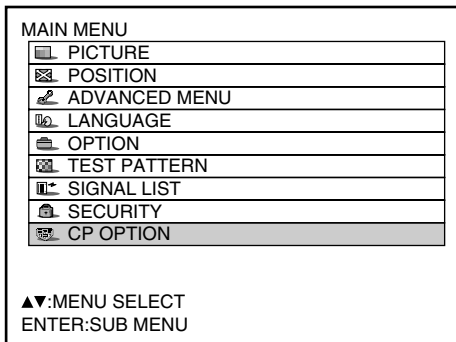 MAIN MENU
PICTURE
POSITION
ADVANCED MENU
LANGUAGE
OPTION
TEST PATTERN
SIGNAL LIST
SECURITY
CP OPTION
▲▼:MENU SELECT
ENTER:SUB MENU